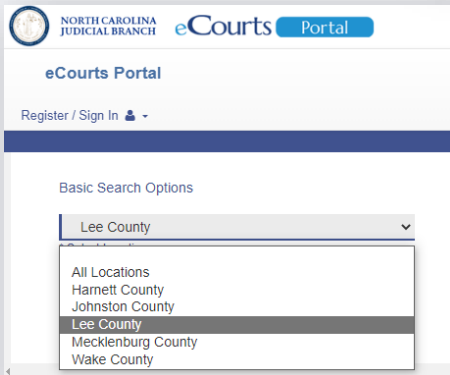 NORTH CAROLINA
JUDICIAL BRANCH
eCourts Portal
eCourts Portal
Register / Sign In
Basic Search Options
Lee County
All Locations
Harnett County
Johnston County
Lee County
Mecklenburg County
Wake County